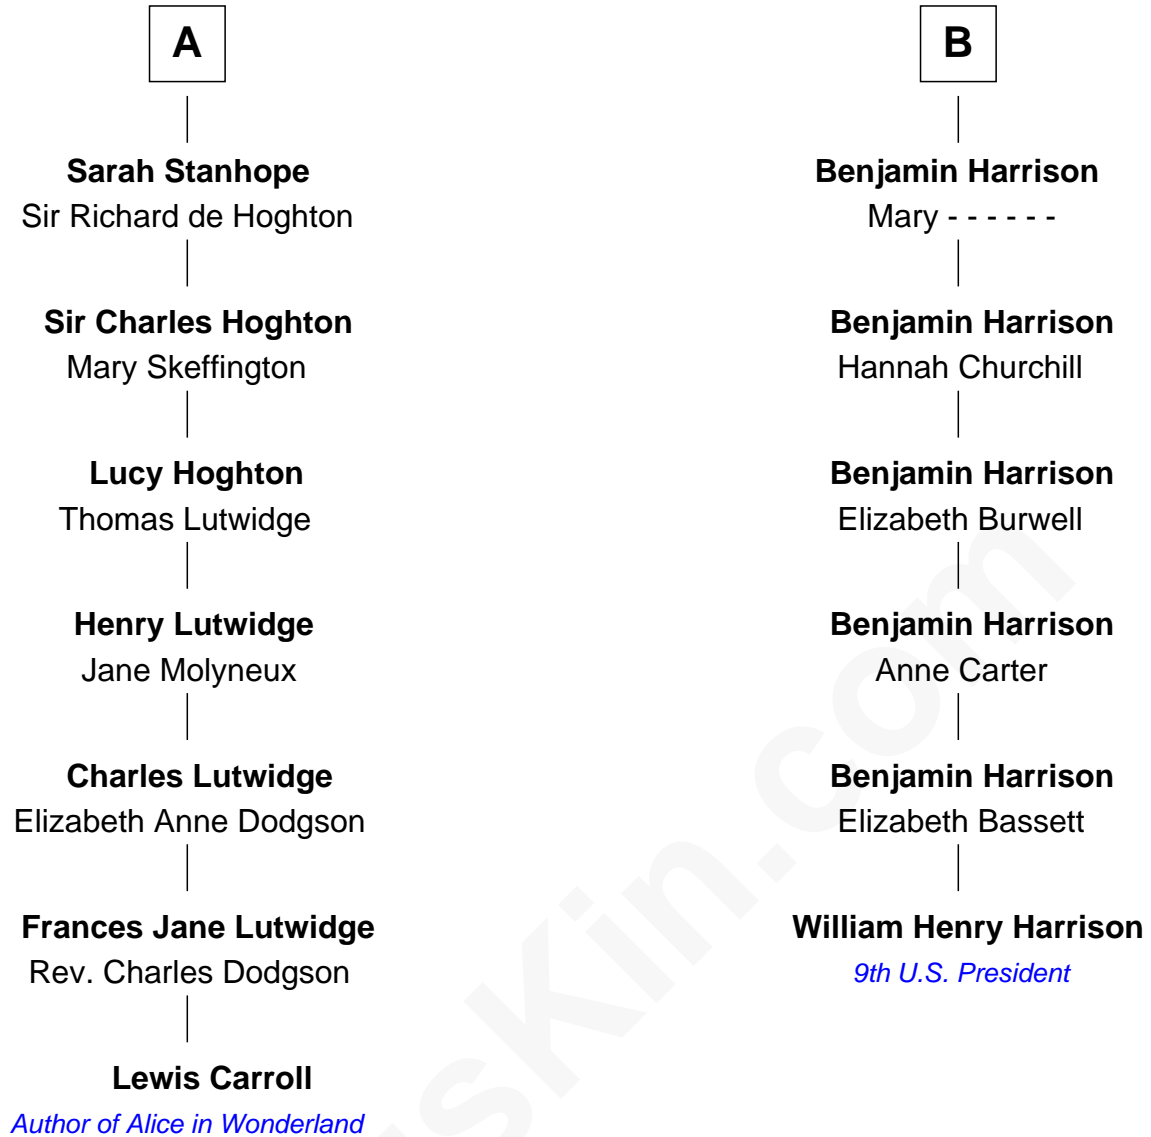 A
Sarah Stanhope
Sir Richard de Hoghton
Sir Charles Hoghton
Mary Skeffington
Lucy Hoghton
Thomas Lutwidge
Henry Lutwidge
Jane Molyneux
Charles Lutwidge
Elizabeth Anne Dodgson
Frances Jane Lutwidge
Rev. Charles Dodgson
Lewis Carroll
Author of Alice in Wonderland
B
Benjamin Harrison
Mary - - - - - -
Benjamin Harrison
Hannah Churchill
Benjamin Harrison
Elizabeth Burwell
Benjamin Harrison
Anne Carter
Benjamin Harrison
Elizabeth Bassett
William Henry Harrison
9th U.S. President